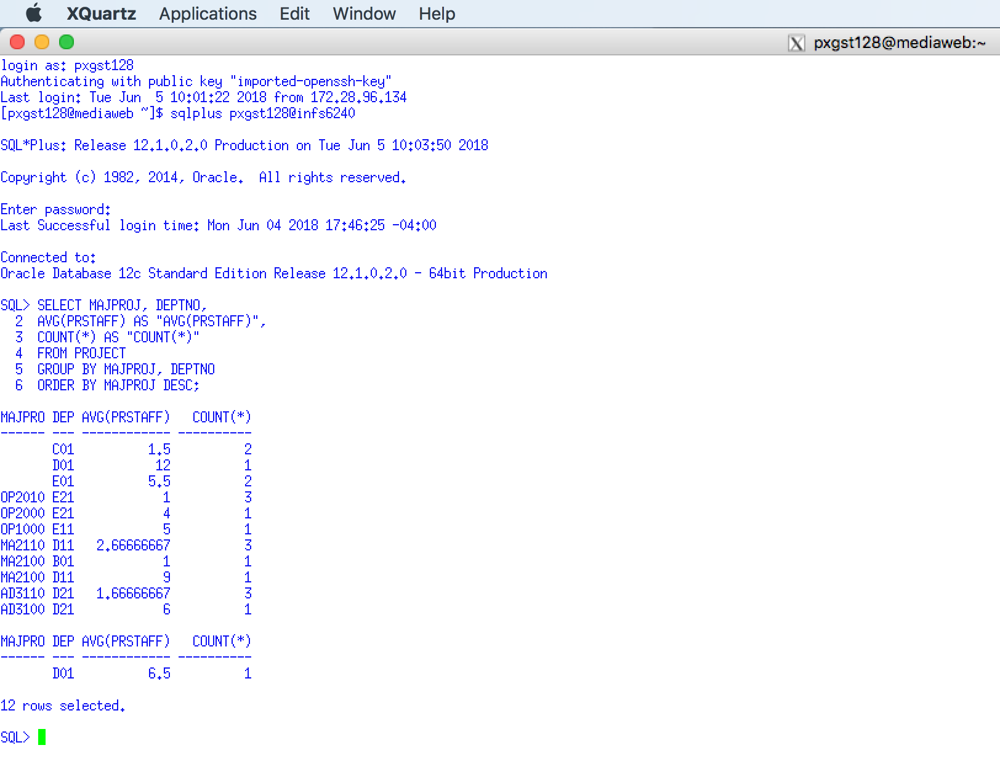 XQuartz Applications Edit Window Help
X pxgst128@mediaweb:~
login as: pxgst128
Authenticating with public key "imported-openssh-key"
Last login: Tue Jun  5 10:01:22 2018 from 172.28.96.134
[pxgst128@mediaweb ~]$ sqlplus pxgst128@infs6240
SQL*Plus: Release 12.1.0.2.0 Production on Tue Jun 5 10:03:50 2018
Copyright (c) 1982, 2014, Oracle.  All rights reserved.
Enter password:
Last Successful login time: Mon Jun 04 2018 17:46:25 -04:00
Connected to:
Oracle Database 12c Standard Edition Release 12.1.0.2.0 - 64bit Production
SQL> SELECT MAJPROJ, DEPTNO,
  2  AVG(PRSTAFF) AS "AVG(PRSTAFF)",
  3  COUNT(*) AS "COUNT(*)"
  4  FROM PROJECT
  5  GROUP BY MAJPROJ, DEPTNO
  6  ORDER BY MAJPROJ DESC;
MAJPRO DEP AVG(PRSTAFF)   COUNT(*)
------ --- ------------ ----------
       C01          1.5          2
       D01           12          1
       E01          5.5          2
OP2010 E21            1          3
OP2000 E21            4          1
OP1000 E11            5          1
MA2110 D11   2.66666667          3
MA2100 B01            1          1
MA2100 D11            9          1
AD3110 D21   1.66666667          3
AD3100 D21            6          1
MAJPRO DEP AVG(PRSTAFF)   COUNT(*)
------ --- ------------ ----------
       D01          6.5          1
12 rows selected.
SQL>